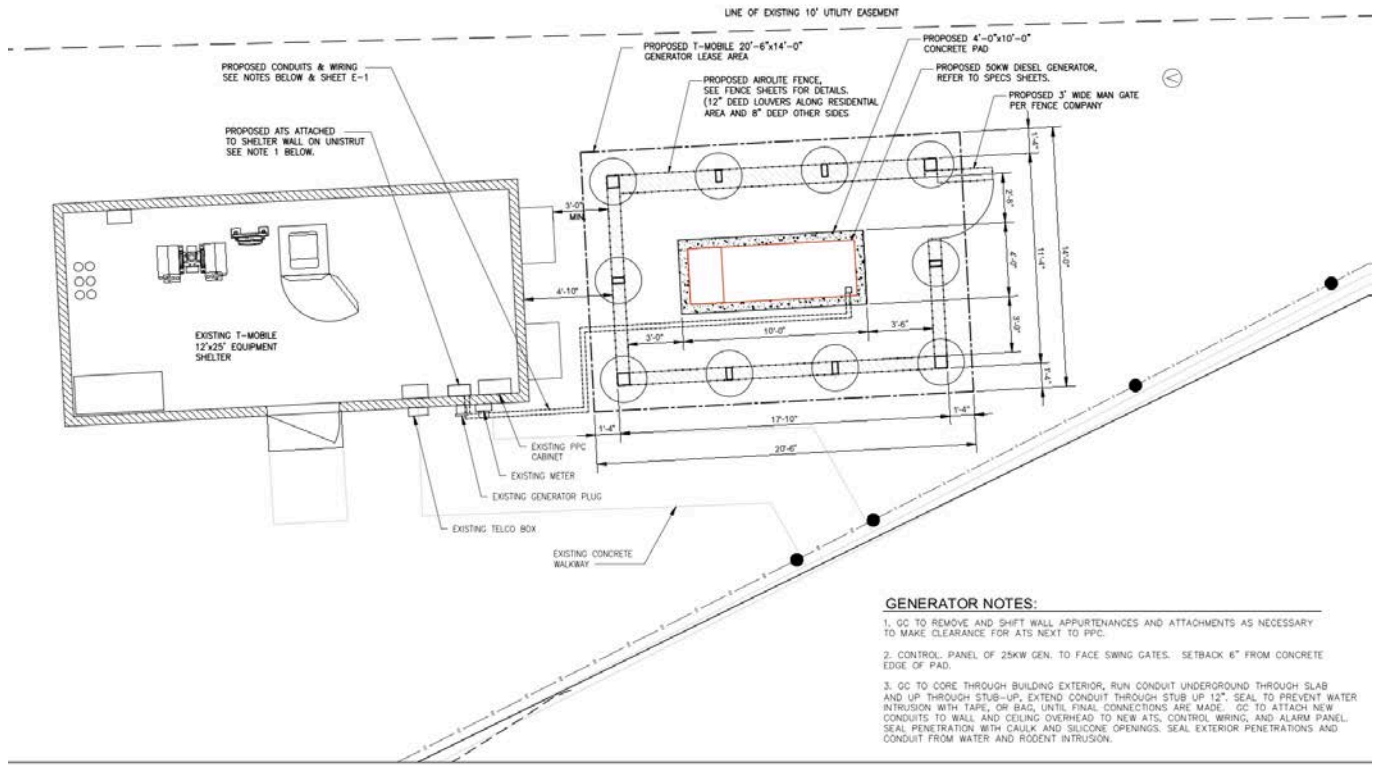 LINE OF EXISTING 10' UTILITY EASEMENT
PROPOSED T-MOBILE 20'-6"x14'-0"
GENERATOR LEASE AREA
PROPOSED 4'-0"x10'-0"
CONCRETE PAD
PROPOSED CONDUITS & WIRING
SEE NOTES BELOW & SHEET E-1
PROPOSED AIROLITE FENCE,
SEE FENCE SHEETS FOR DETAILS.
(12" DEED LOUVERS ALONG RESIDENTIAL
AREA AND 8" DEEP OTHER SIDES
PROPOSED 50KW DIESEL GENERATOR,
REFER TO SPECS SHEETS.
PROPOSED 3' WIDE MAN GATE
PER FENCE COMPANY
PROPOSED ATS ATTACHED
TO SHELTER WALL ON UNISTRUT
SEE NOTE 1 BELOW.
3'-0"
MIN.
4'-10"
1'-4"
2'-8"
4'-0"
11'-4"
14'-0"
3'-0"
1'-4"
EXISTING T-MOBILE
12'x25' EQUIPMENT
SHELTER
3'-0"
10'-0"
3'-6"
1'-4"
17'-10"
1'-4"
20'-6"
EXISTING PPC
CABINET
EXISTING METER
EXISTING GENERATOR PLUG
EXISTING TELCO BOX
EXISTING CONCRETE
WALKWAY
GENERATOR NOTES:
1. GC TO REMOVE AND SHIFT WALL APPURTENANCES AND ATTACHMENTS AS NECESSARY
TO MAKE CLEARANCE FOR ATS NEXT TO PPC.
2. CONTROL. PANEL OF 25KW GEN. TO FACE SWING GATES. SETBACK 6" FROM CONCRETE
EDGE OF PAD.
3. GC TO CORE THROUGH BUILDING EXTERIOR, RUN CONDUIT UNDERGROUND THROUGH SLAB
AND UP THROUGH STUB-UP, EXTEND CONDUIT THROUGH STUB UP 12". SEAL TO PREVENT WATER
INTRUSION WITH TAPE, OR BAG, UNTIL FINAL CONNECTIONS ARE MADE. GC TO ATTACH NEW
CONDUITS TO WALL AND CEILING OVERHEAD TO NEW ATS, CONTROL WIRING, AND ALARM PANEL.
SEAL PENETRATION WITH CAULK AND SILICONE OPENINGS. SEAL EXTERIOR PENETRATIONS AND
CONDUIT FROM WATER AND RODENT INTRUSION.